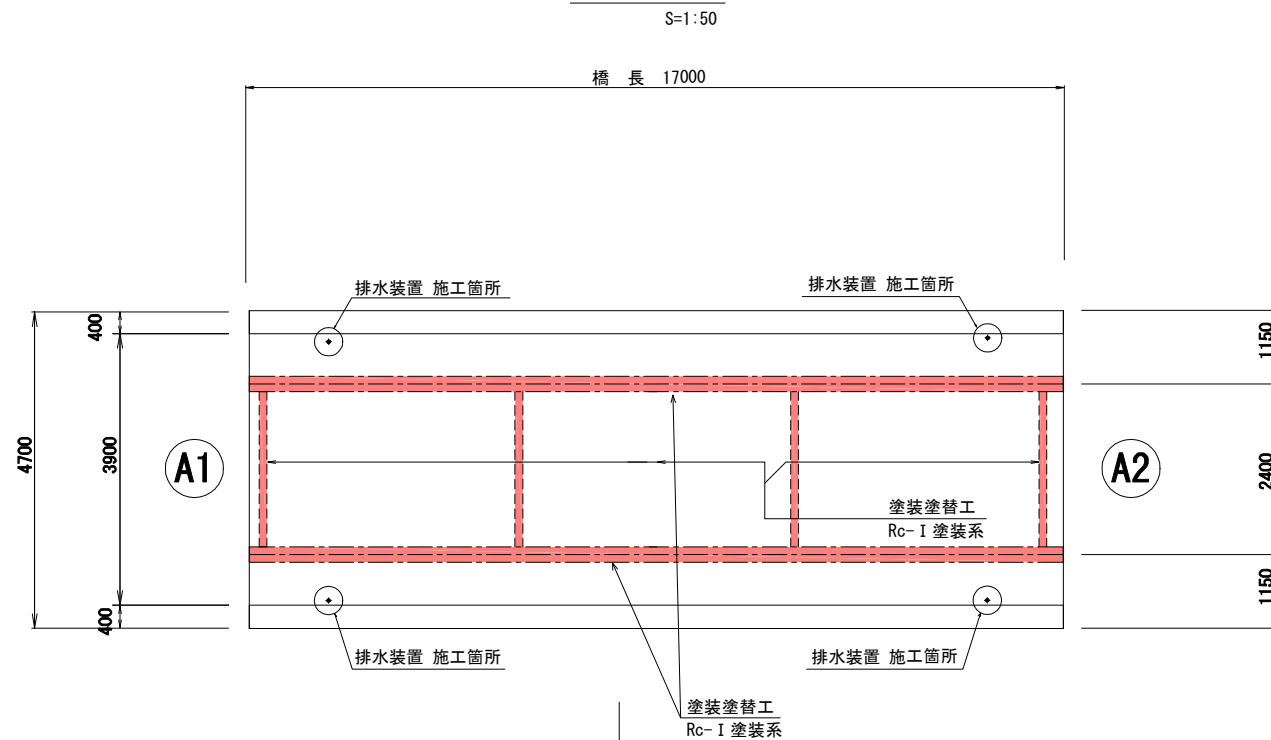 S=1:50
橋 長 17000
排水装置 施工箇所
排水装置 施工箇所
400
1150
4700
3900
A1
A2
2400
塗装塗替工
Rc-Ⅰ塗装系
400
1150
排水装置 施工箇所
排水装置 施工箇所
塗装塗替工
Rc-Ⅰ塗装系